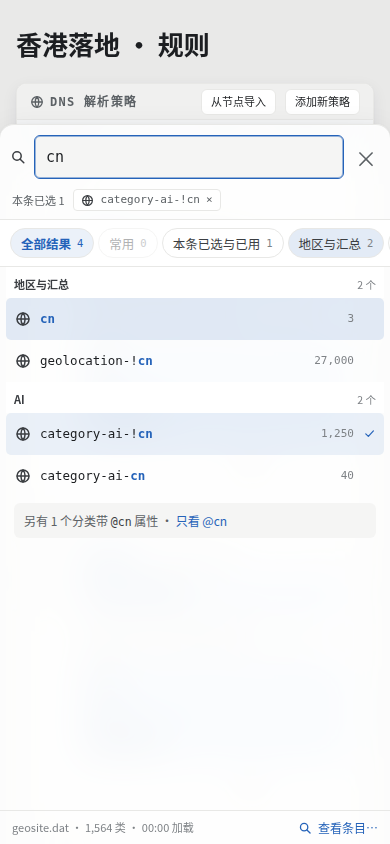 香港落地 · 规则
DNS 解析策略 从节点导入 添加新策略
cn
本条已选 1 category-ai-!cn ×
全部结果 4 常用 0 本条已选与已用 1 地区与汇总 2
地区与汇总 2 个
cn 3
geolocation-!cn 27,000
AI 2 个
category-ai-!cn 1,250
category-ai-cn 40
另有 1 个分类带 @cn 属性 · 只看 @cn
geosite.dat · 1,564 类 · 00:00 加载 查看条目…